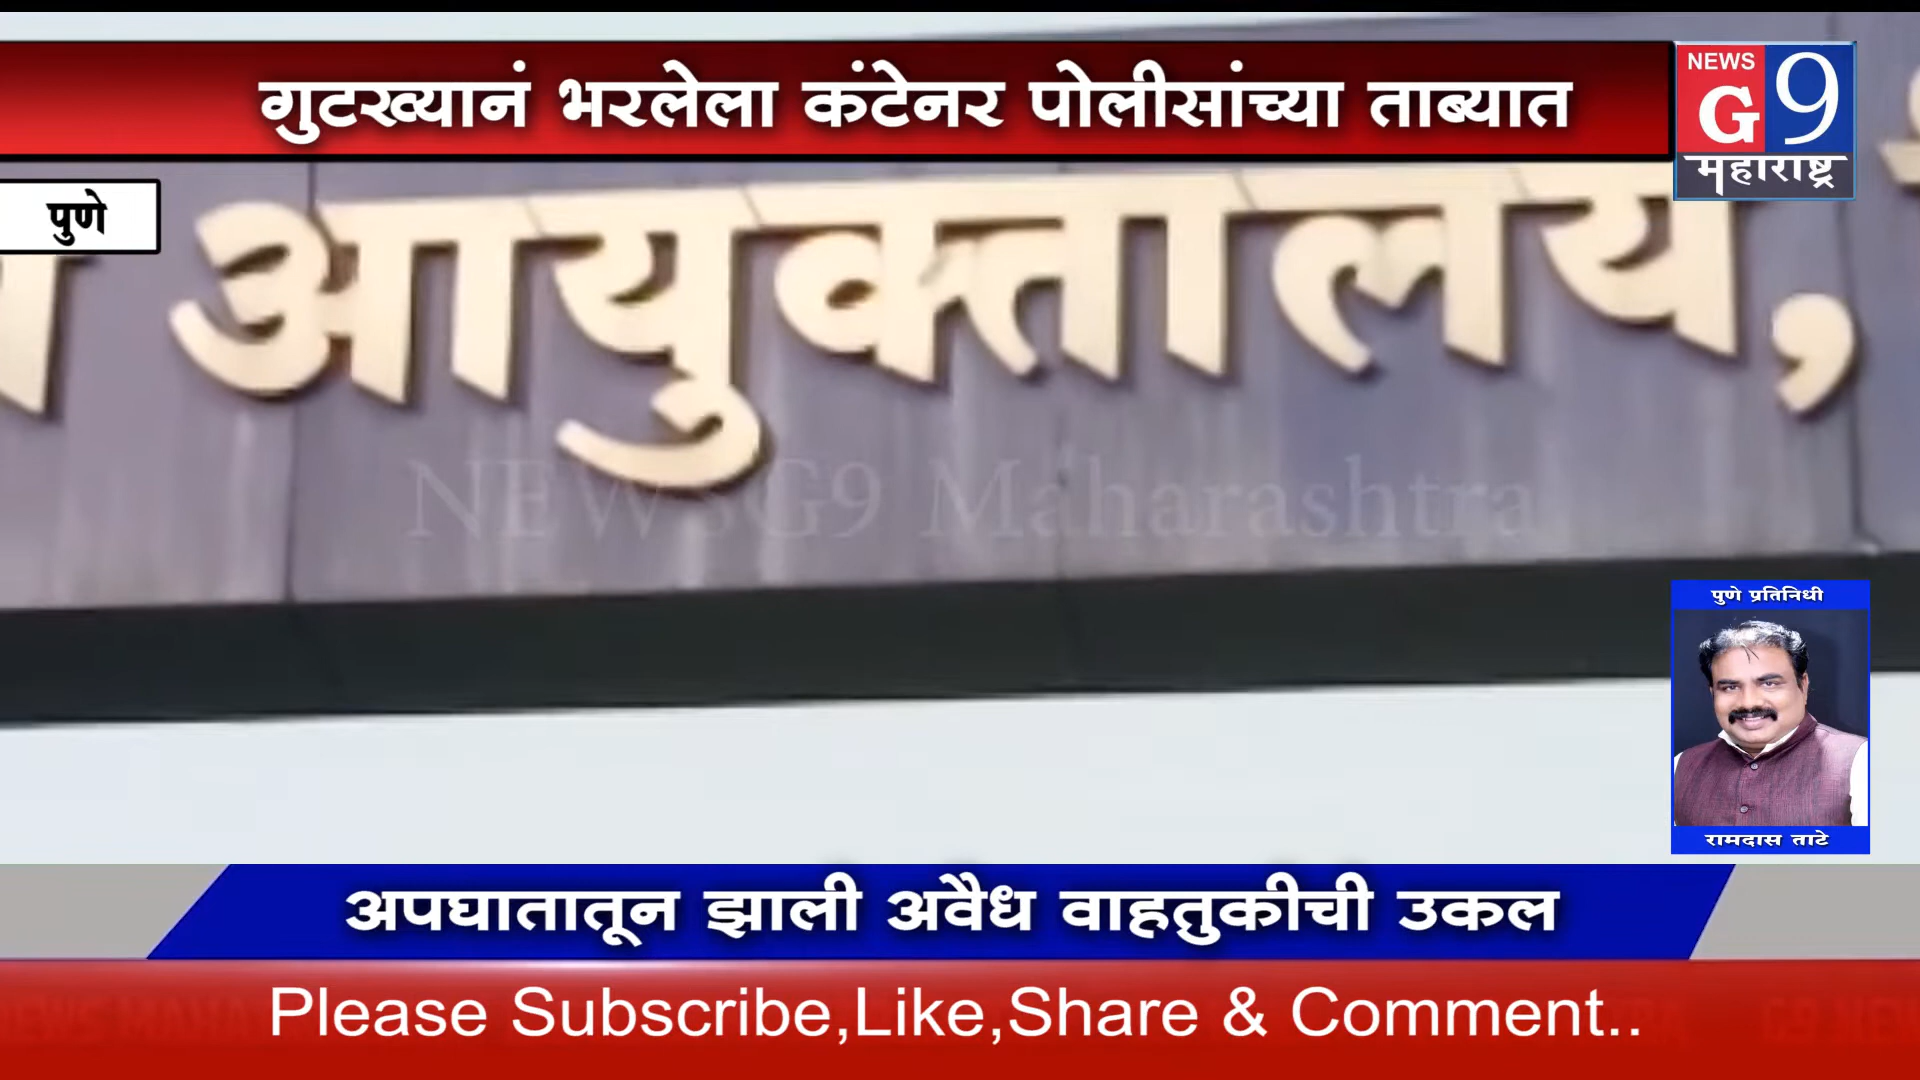 गुटख्यानं भरलेला कंटेनर पोलीसांच्या ताब्यात
NEWS
G9
महाराष्ट्र
पुणे
आयुक्तालय,
NEWSG9 Maharashtra
पुणे प्रतिनिधी
रामदास ताटे
अपघातातून झाली अवैध वाहतुकीची उकल
Please Subscribe,Like,Share & Comment..